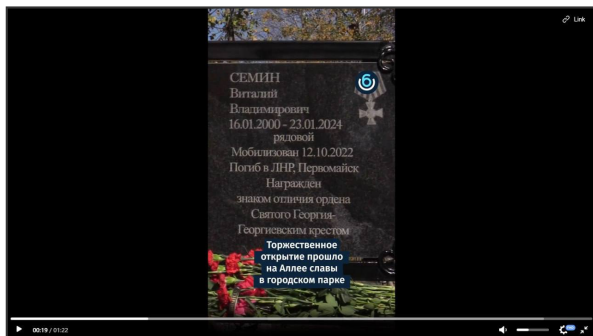 Link
СЕМИН
Виталий
Владимирович
16.01.2000 - 23.01.2024
рядовой
Мобилизован 12.10.2022
Погиб в ЛНР, Первомайск
Награжден
знаком отличия ордена
Святого Георгия-
Георгиевским крестом
Торжественное
открытие прошло
на Аллее славы
в городском парке
00:19 / 01:22